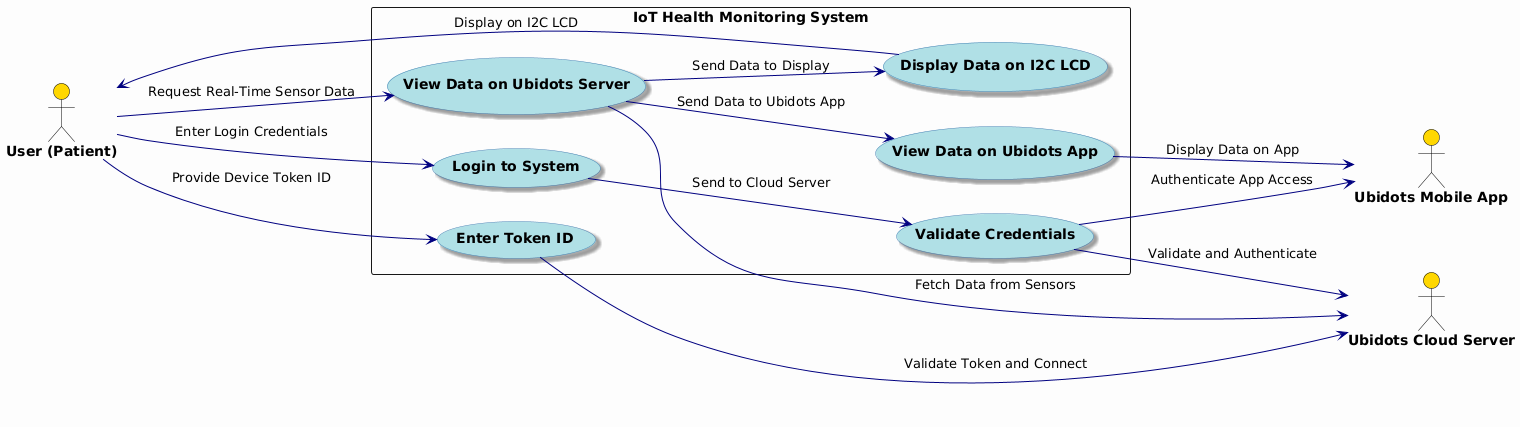 IoT Health Monitoring System
Display on I2C LCD
Display Data on I2C LCD
Send Data to Display
View Data on Ubidots Server
Request Real-Time Sensor Data
Send Data to Ubidots App
Enter Login Credentials
User (Patient)
View Data on Ubidots App
Display Data on App
Login to System
Provide Device Token ID
Send to Cloud Server
Authenticate App Access
Ubidots Mobile App
Enter Token ID
Validate Credentials
Validate and Authenticate
Fetch Data from Sensors
Ubidots Cloud Server
Validate Token and Connect